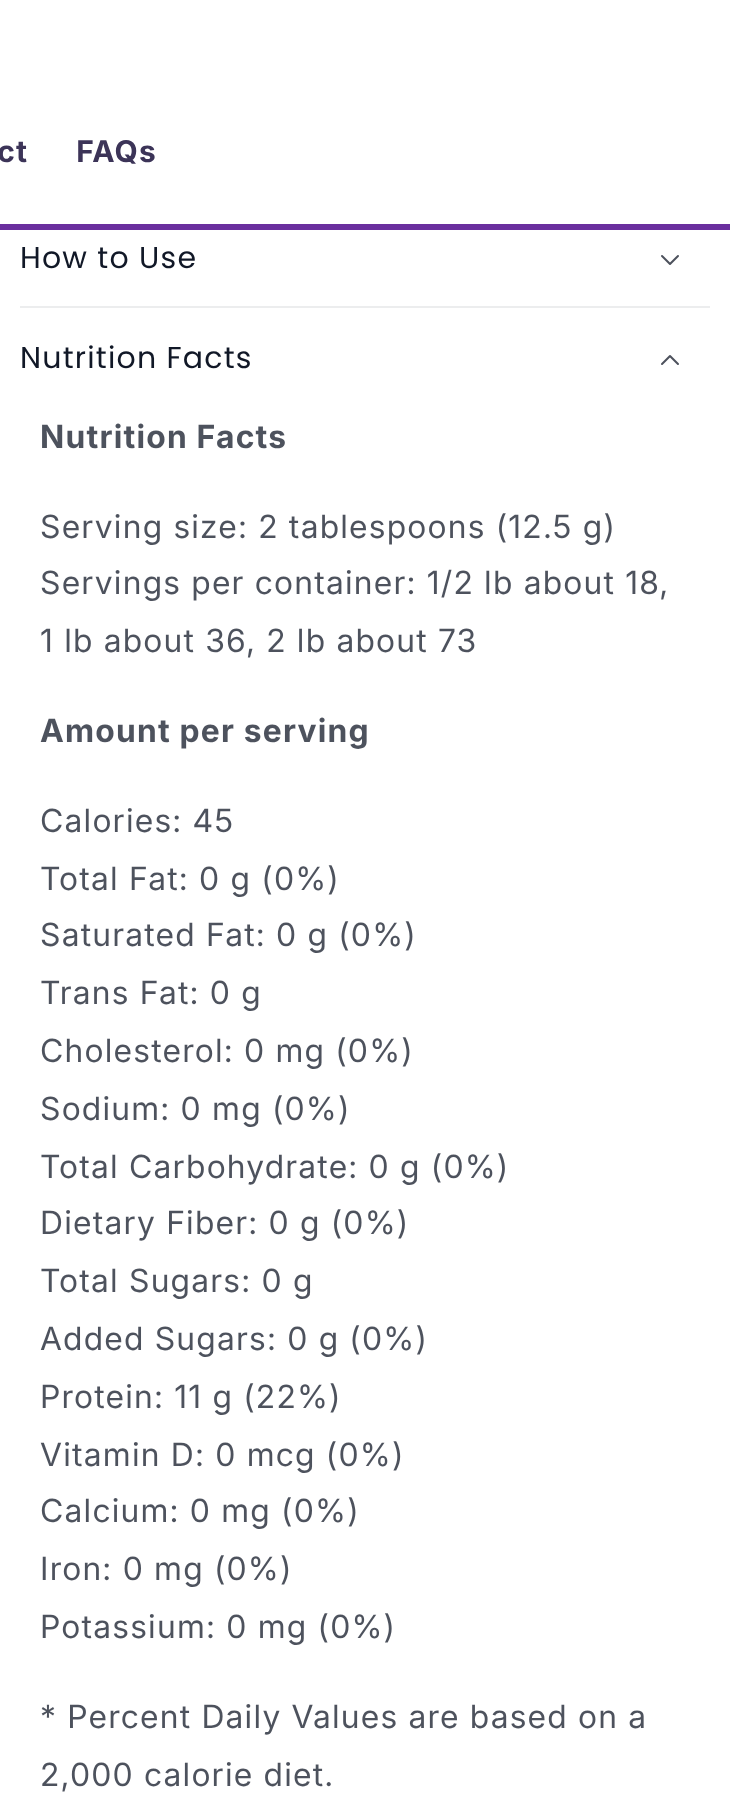 ct FAQs
How to Use
Nutrition Facts
Nutrition Facts
Serving size: 2 tablespoons (12.5 g)
Servings per container: 1/2 lb about 18,
1 lb about 36, 2 lb about 73
Amount per serving
Calories: 45
Total Fat: 0 g (0%)
Saturated Fat: 0 g (0%)
Trans Fat: 0 g
Cholesterol: 0 mg (0%)
Sodium: 0 mg (0%)
Total Carbohydrate: 0 g (0%)
Dietary Fiber: 0 g (0%)
Total Sugars: 0 g
Added Sugars: 0 g (0%)
Protein: 11 g (22%)
Vitamin D: 0 mcg (0%)
Calcium: 0 mg (0%)
Iron: 0 mg (0%)
Potassium: 0 mg (0%)
* Percent Daily Values are based on a
2,000 calorie diet.